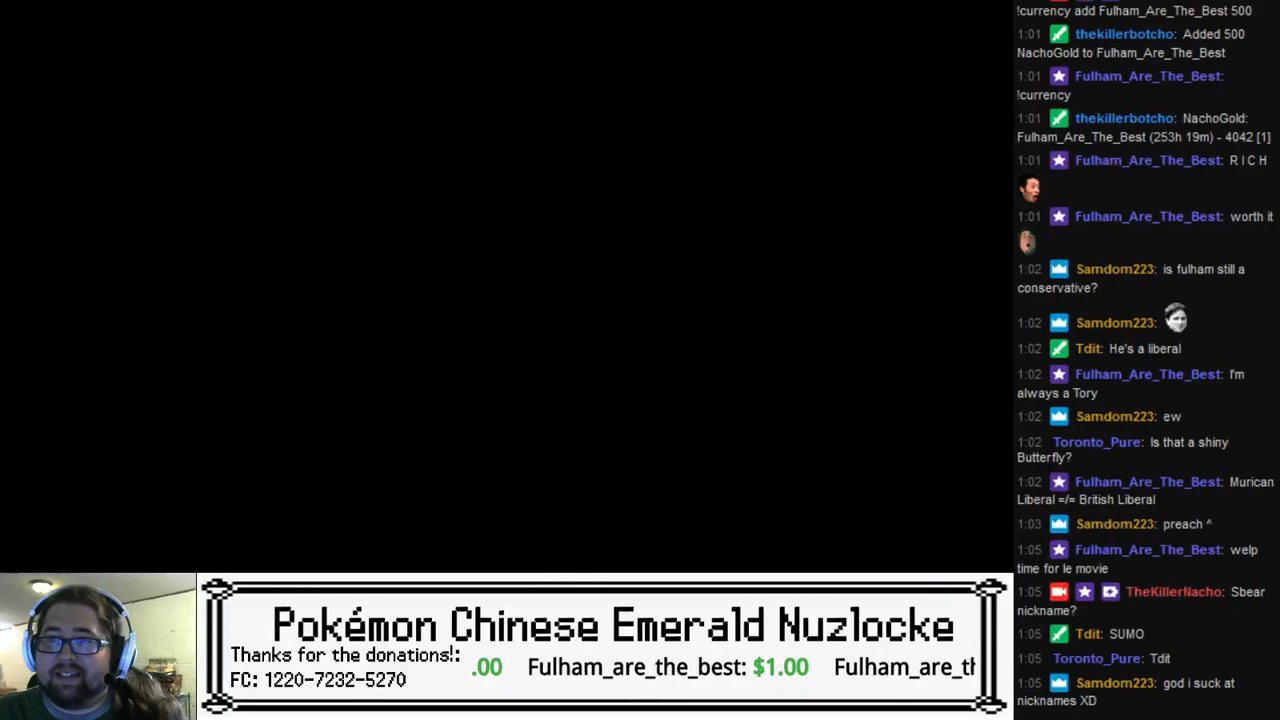 !currency add Fulham_Are_The_Best 500
1:01 thekillerbotcho: Added 500
NachoGold to Fulham_Are_The_Best
1:01 Fulham_Are_The_Best:
!currency
1:01 thekillerbotcho: NachoGold:
Fulham_Are_The_Best (253h 19m) - 4042 [1]
1:01 Fulham_Are_The_Best: R I C H
1:01 Fulham_Are_The_Best: worth it
1:02 Samdom223: is fulham still a
conservative?
1:02 Samdom223:
1:02 Tdit: He's a liberal
1:02 Fulham_Are_The_Best: I'm
always a Tory
1:02 Samdom223: ew
1:02 Toronto_Pure: Is that a shiny
Butterfly?
1:02 Fulham_Are_The_Best: Murican
Liberal =/= British Liberal
1:03 Samdom223: preach ^
1:05 Fulham_Are_The_Best: welp
time for le movie
1:05 TheKillerNacho: Sbear
nickname?
1:05 Tdit: SUMO
1:05 Toronto_Pure: Tdit
1:05 Samdom223: god i suck at
nicknames XD
Pokémon Chinese Emerald Nuzlocke
Thanks for the donations!:
.00 Fulham_are_the_best: $1.00 Fulham_are_th
FC: 1220-7232-5270